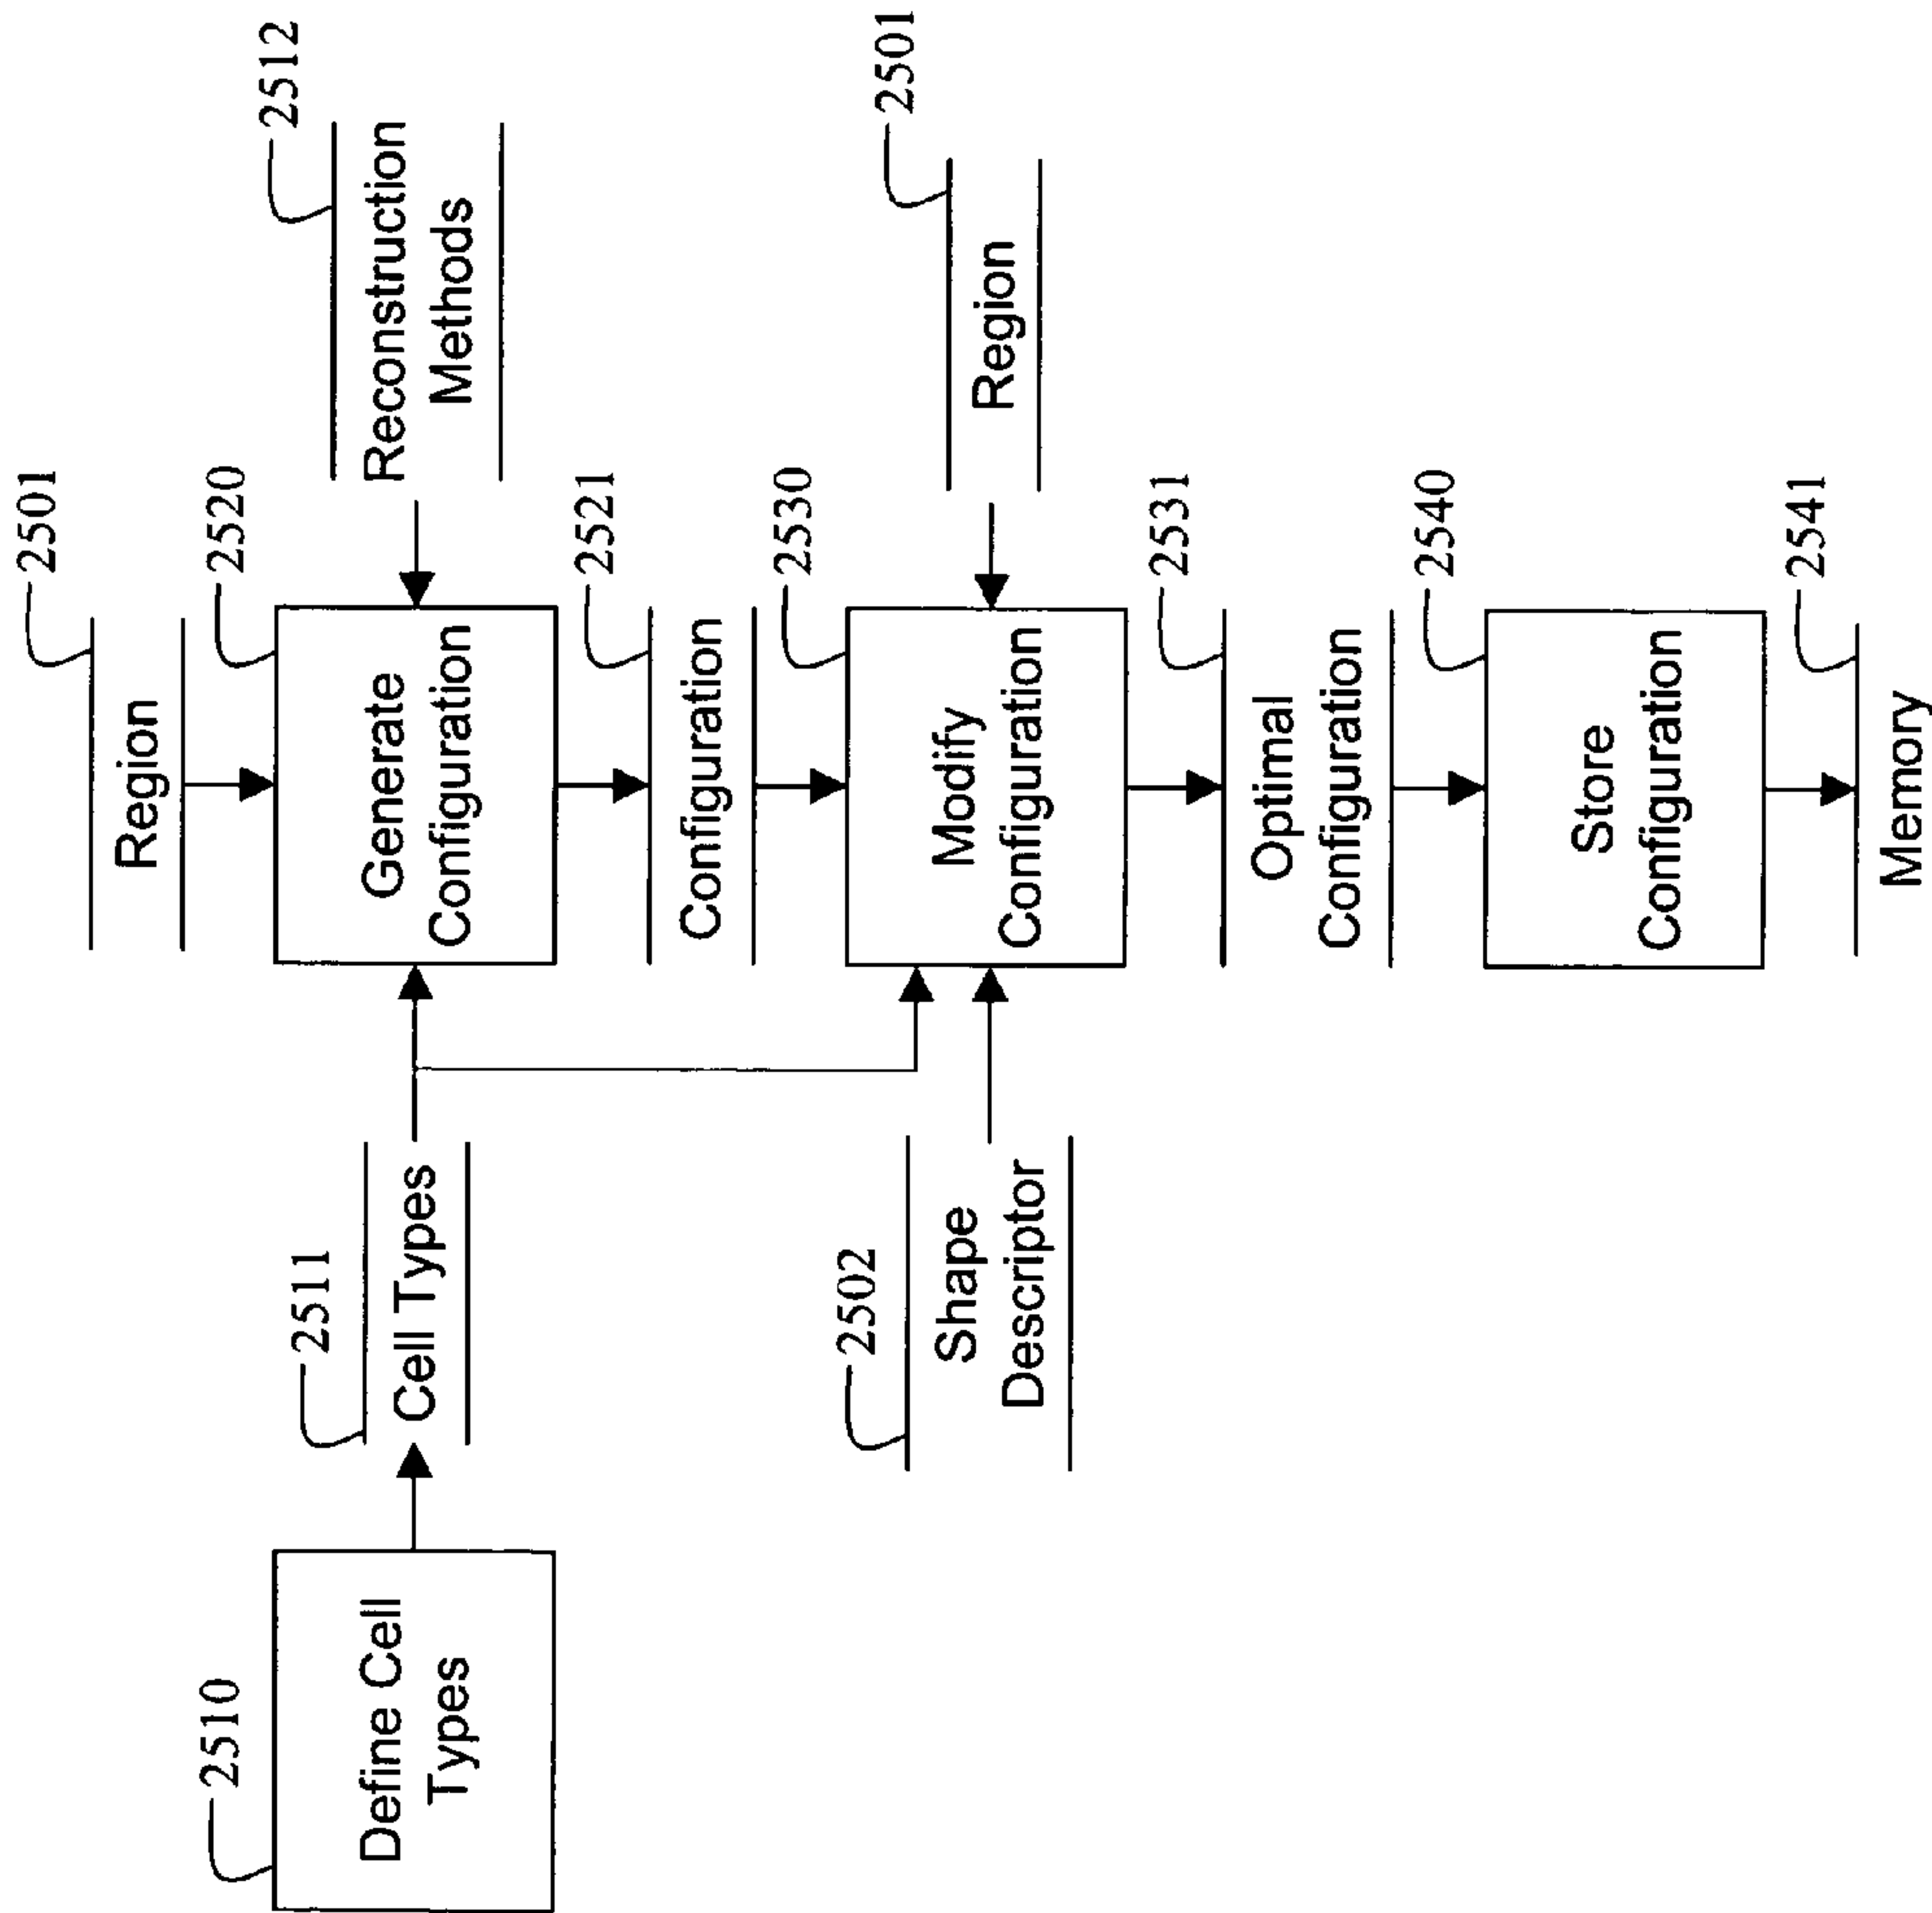 2501
Region
2510
Define Cell
Types
2511
Cell Types
2520
Generate
Configuration
2512
Reconstruction
Methods
2521
Configuration
2502
Shape
Descriptor
2530
Modify
Configuration
2501
Region
2531
Optimal
Configuration
2540
Store
Configuration
2541
Memory